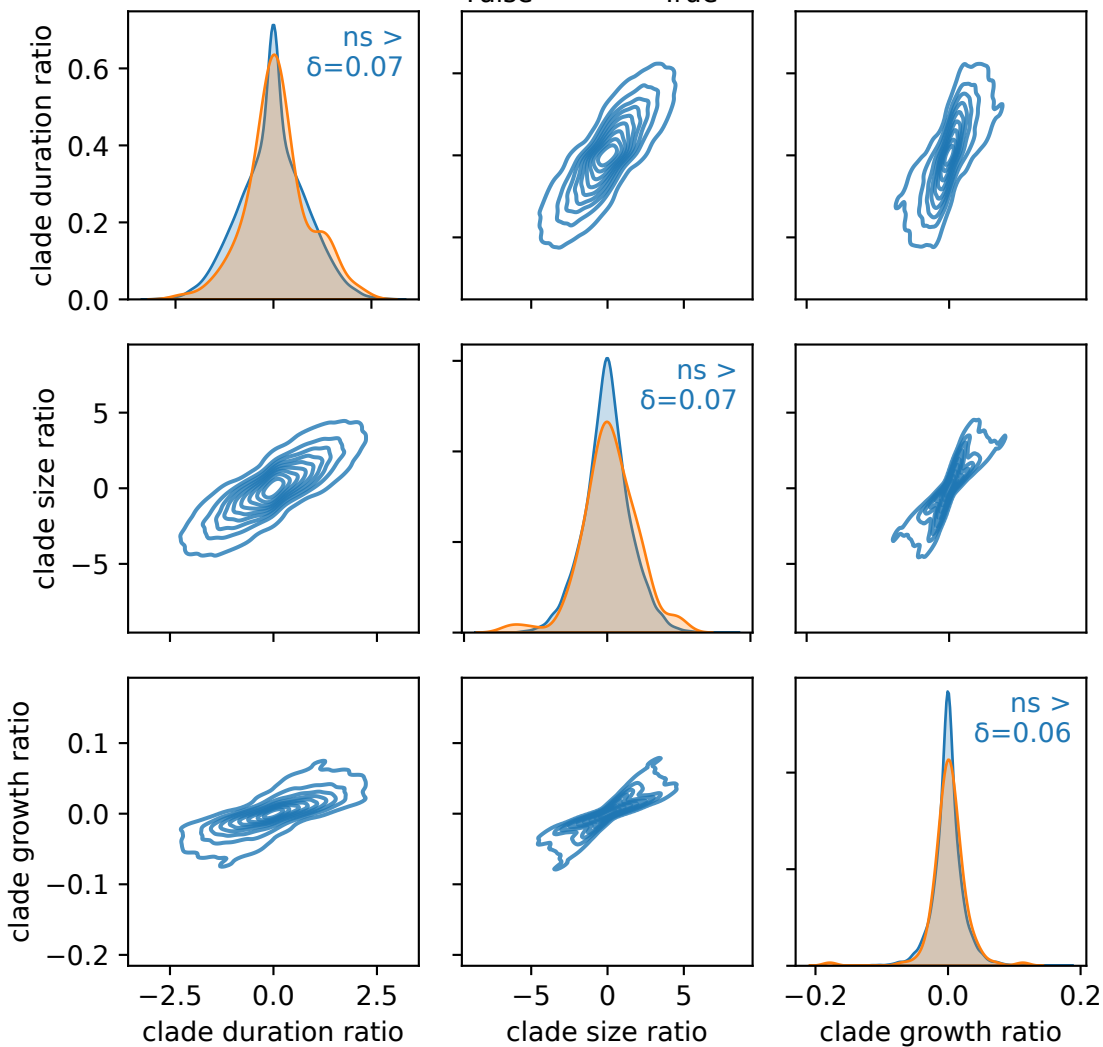 clade duration ratio
0.6
0.4
0.2
0.0
ns >
δ=0.07
clade size ratio
5
0
−5
ns >
δ=0.07
clade growth ratio
0.1
0.0
−0.1
−0.2
ns >
δ=0.06
−2.5 0.0 2.5
−5 0 5
−0.2 0.0 0.2
clade duration ratio
clade size ratio
clade growth ratio